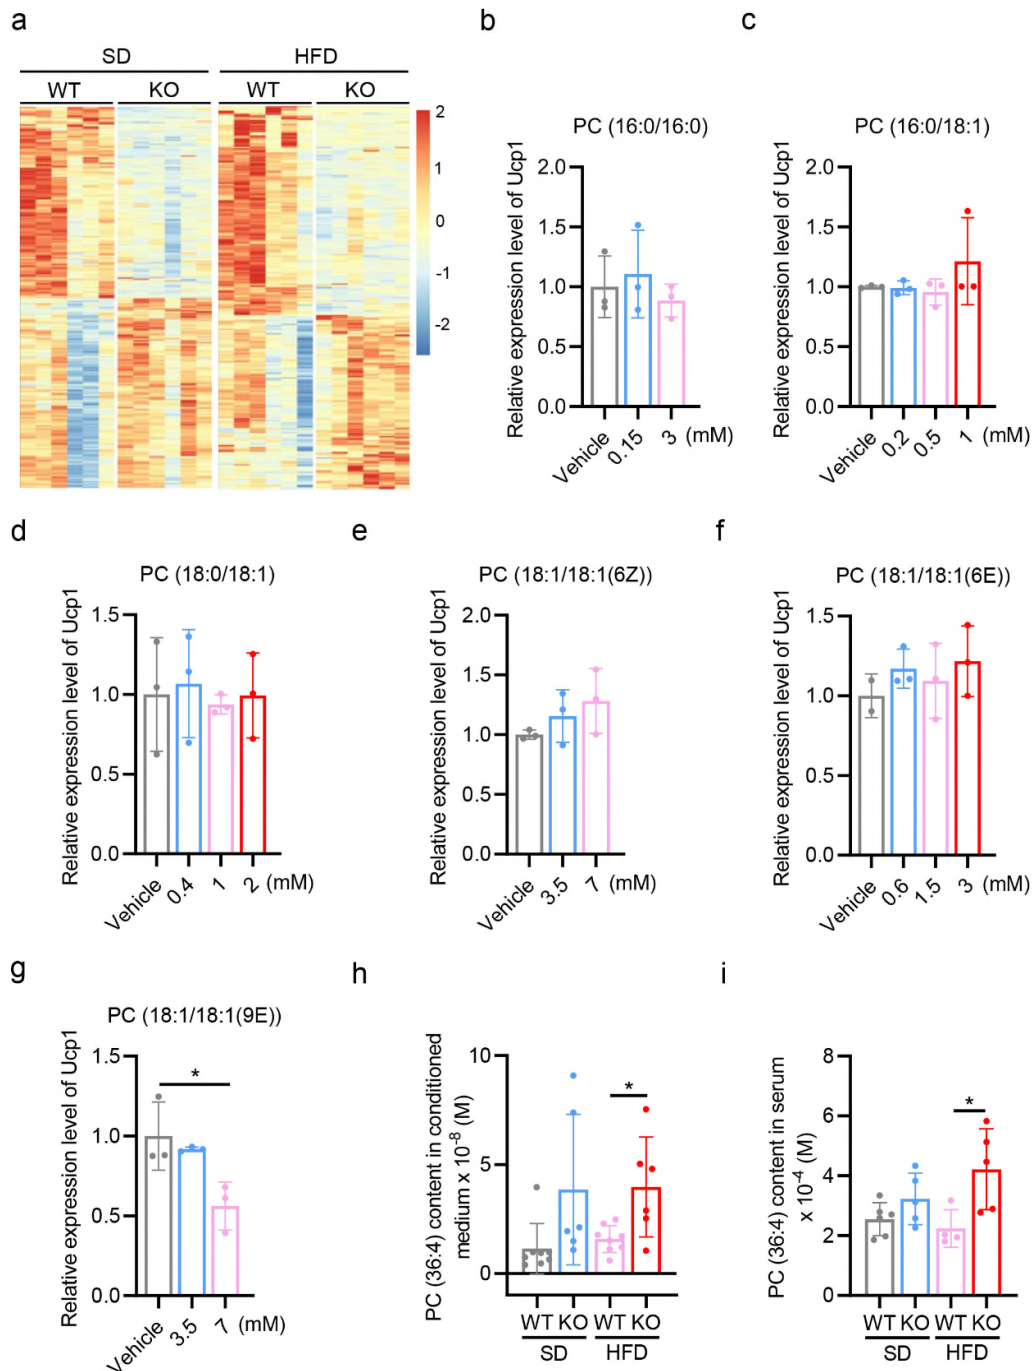 a
SD HFD
WT KO WT KO
2
1
0
-1
-2
b
PC (16:0/16:0)
Relative expression level of Ucp1
2.0
1.5
1.0
0.5
0.0
Vehicle 0.15 3 (mM)
c
PC (16:0/18:1)
Relative expression level of Ucp1
2.0
1.5
1.0
0.5
0.0
Vehicle 0.2 0.5 1 (mM)
d
PC (18:0/18:1)
Relative expression level of Ucp1
1.5
1.0
0.5
0.0
Vehicle 0.4 1 2 (mM)
e
PC (18:1/18:1(6Z))
Relative expression level of Ucp1
2.0
1.5
1.0
0.5
0.0
Vehicle 3.5 7 (mM)
f
PC (18:1/18:1(6E))
Relative expression level of Ucp1
1.5
1.0
0.5
0.0
Vehicle 0.6 1.5 3 (mM)
g
PC (18:1/18:1(9E))
Relative expression level of Ucp1
1.5
1.0
0.5
0.0
*
Vehicle 3.5 7 (mM)
h
PC (36:4) content in conditioned
medium x 10-8 (M)
10
5
0
*
WT KO WT KO
SD HFD
i
PC (36:4) content in serum
x 10-4 (M)
8
6
4
2
0
*
WT KO WT KO
SD HFD